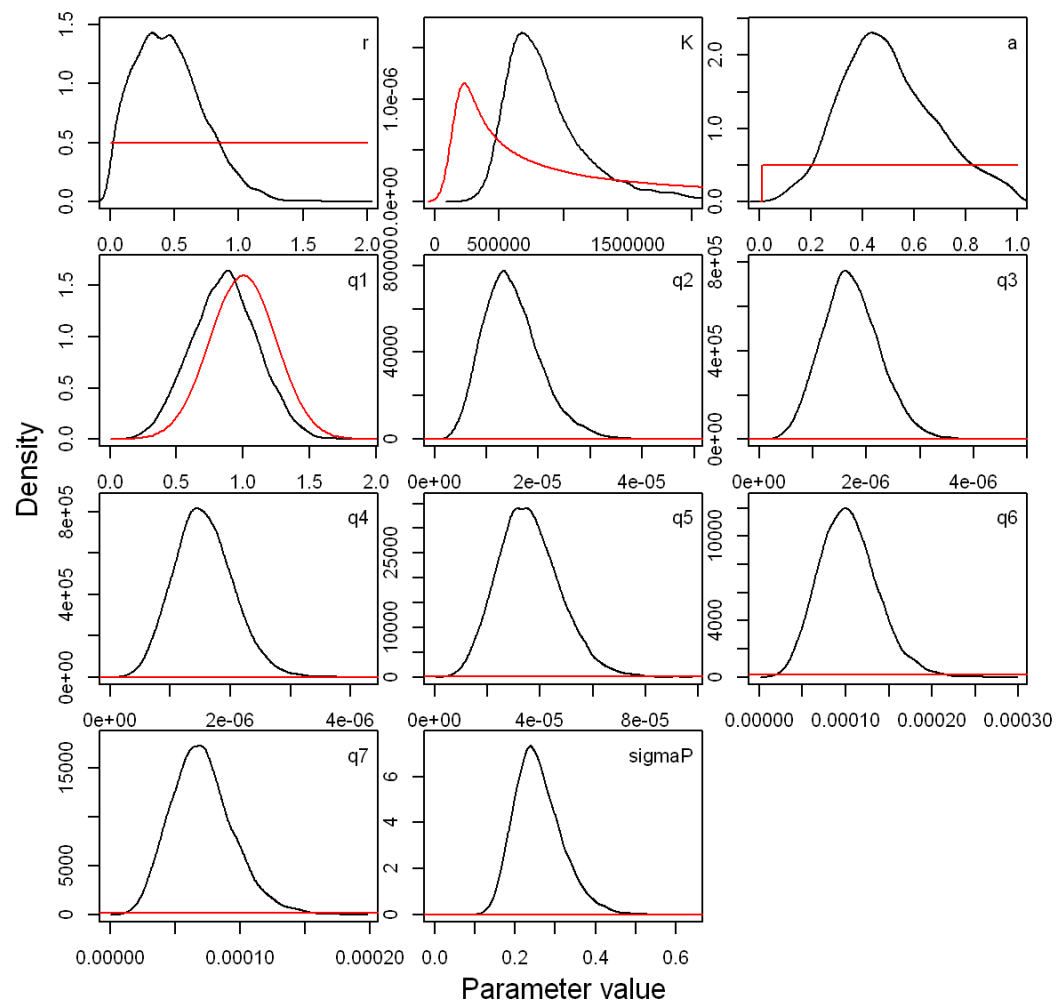 r
0.0 0.5 1.0 1.5
0.0 0.5 1.0 1.5 2.0
K
0.0e+00 1.0e-06
0 500000 1500000
a
0.0 1.0 2.0
0.0 0.2 0.4 0.6 0.8 1.0
q1
0.0 0.5 1.0 1.5
0.0 0.5 1.0 1.5 2.0
q2
0 40000 80000
0e+00 2e-05 4e-05
q3
0e+00 4e+05 8e+05
0e+00 2e-06 4e-06
Density
q4
0e+00 4e+05 8e+05
0e+00 2e-06 4e-06
q5
0 10000 25000
0e+00 4e-05 8e-05
q6
0 4000 10000
0.00000 0.00010 0.00020 0.00030
q7
0 5000 15000
0.00000 0.00010 0.00020
sigmaP
0 2 4 6
0.0 0.2 0.4 0.6
Parameter value